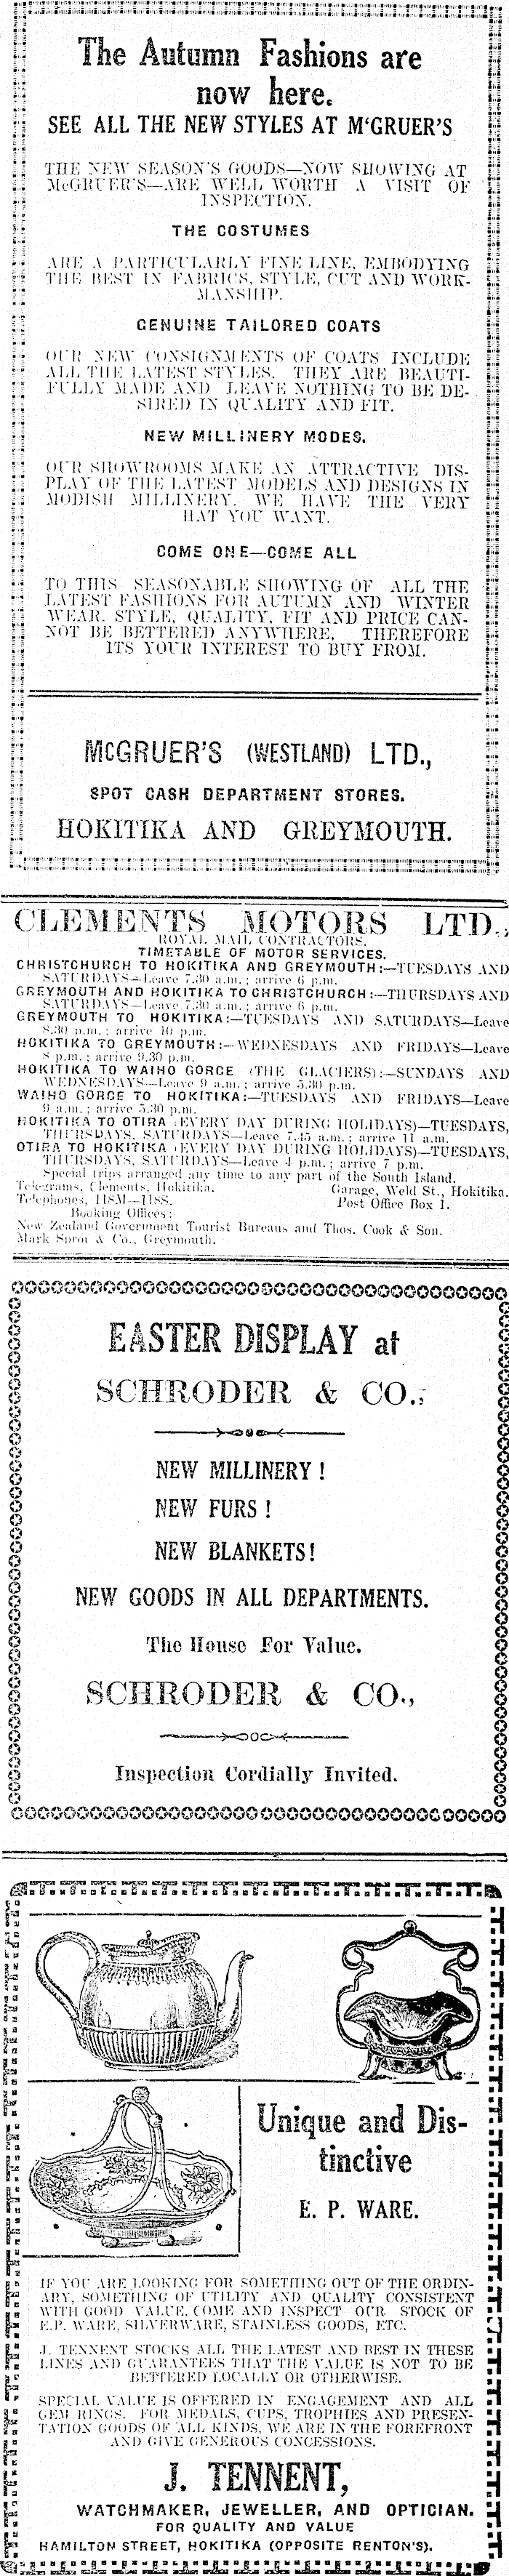 The Autumn Fashions are
now here.
SEE ALL THE NEW STYLES AT M'GRUER'S
THE NEW SEASON'S GOODS—NOW SHOWING AT
McGRUER'S—ARE WELL WORTH A VISIT OF
INSPECTION.
THE COSTUMES
ARE A PARTICULARLY FINE LINE, EMBODYING
THE BEST IN FABRICS, STYLE, CUT AND WORK-
MANSHIP.
GENUINE TAILORED COATS
OUR NEW CONSIGNMENTS OF COATS INCLUDE
ALL THE LATEST STYLES. THEY ARE BEAUTI-
FULLY MADE AND LEAVE NOTHING TO BE DE-
SIRED IN QUALITY AND FIT.
NEW MILLINERY MODES.
OUR SHOWROOMS MAKE AN ATTRACTIVE DIS-
PLAY OF THE LATEST MODELS AND DESIGNS IN
MODISH MILLINERY. WE HAVE THE VERY
HAT YOU WANT.
COME ONE—COME ALL
TO THIS SEASONABLE SHOWING OF ALL THE
LATEST FASHIONS FOR AUTUMN AND WINTER
WEAR. STYLE, QUALITY, FIT AND PRICE CAN-
NOT BE BETTERED ANYWHERE, THEREFORE
ITS YOUR INTEREST TO BUY FROM.
McGRUER'S (WESTLAND) LTD.,
SPOT CASH DEPARTMENT STORES.
HOKITIKA AND GREYMOUTH.
CLEMENTS MOTORS LTD.,
ROYAL MAIL CONTRACTORS.
TIMETABLE OF MOTOR SERVICES.
CHRISTCHURCH TO HOKITIKA AND GREYMOUTH:—TUESDAYS AND
SATURDAYS—Leave 7.30 a.m.; arrive 6 p.m.
GREYMOUTH AND HOKITIKA TO CHRISTCHURCH:—THURSDAYS AND
SATURDAYS—Leave 7.30 a.m.; arrive 6 p.m.
GREYMOUTH TO HOKITIKA:—TUESDAYS AND SATURDAYS—Leave
8.30 p.m.; arrive 10 p.m.
HOKITIKA TO GREYMOUTH:—WEDNESDAYS AND FRIDAYS—Leave
8 p.m.; arrive 9.30 p.m.
HOKITIKA TO WAIHO GORGE (THE GLACIERS):—SUNDAYS AND
WEDNESDAYS—Leave 9 a.m.; arrive 5.30 p.m.
WAIHO GORGE TO HOKITIKA:—TUESDAYS AND FRIDAYS—Leave
9 a.m.; arrive 5.30 p.m.
HOKITIKA TO OTIRA (EVERY DAY DURING HOLIDAYS)—TUESDAYS,
THURSDAYS, SATURDAYS—Leave 7.45 a.m.; arrive 11 a.m.
OTIRA TO HOKITIKA (EVERY DAY DURING HOLIDAYS)—TUESDAYS,
THURSDAYS, SATURDAYS—Leave 4 p.m.; arrive 7 p.m.
Special trips arranged any time to any part of the South Island.
Telegrams, Clements, Hokitika. Garage, Weld St., Hokitika.
Telephones, 118M—118S. Post Office Box 1.
Booking Offices:
New Zealand Government Tourist Bureaus and Thos. Cook & Son.
Mark Sprot & Co., Greymouth.
EASTER DISPLAY at
SCHRODER & CO.,
NEW MILLINERY!
NEW FURS!
NEW BLANKETS!
NEW GOODS IN ALL DEPARTMENTS.
The House For Value.
SCHRODER & CO.,
Inspection Cordially Invited.
Unique and Dis-
tinctive
E. P. WARE.
IF YOU ARE LOOKING FOR SOMETHING OUT OF THE ORDIN-
ARY, SOMETHING OF UTILITY AND QUALITY CONSISTENT
WITH GOOD VALUE, COME AND INSPECT OUR STOCK OF
E.P. WARE, SILVERWARE, STAINLESS GOODS, ETC.
J. TENNENT STOCKS ALL THE LATEST AND BEST IN THESE
LINES AND GUARANTEES THAT THE VALUE IS NOT TO BE
BETTERED LOCALLY OR OTHERWISE.
SPECIAL VALUE IS OFFERED IN ENGAGEMENT AND ALL
GEM RINGS. FOR MEDALS, CUPS, TROPHIES AND PRESEN-
TATION GOODS OF ALL KINDS, WE ARE IN THE FOREFRONT
AND GIVE GENEROUS CONCESSIONS.
J. TENNENT,
WATCHMAKER, JEWELLER, AND OPTICIAN.
FOR QUALITY AND VALUE
HAMILTON STREET, HOKITIKA (OPPOSITE RENTON'S).